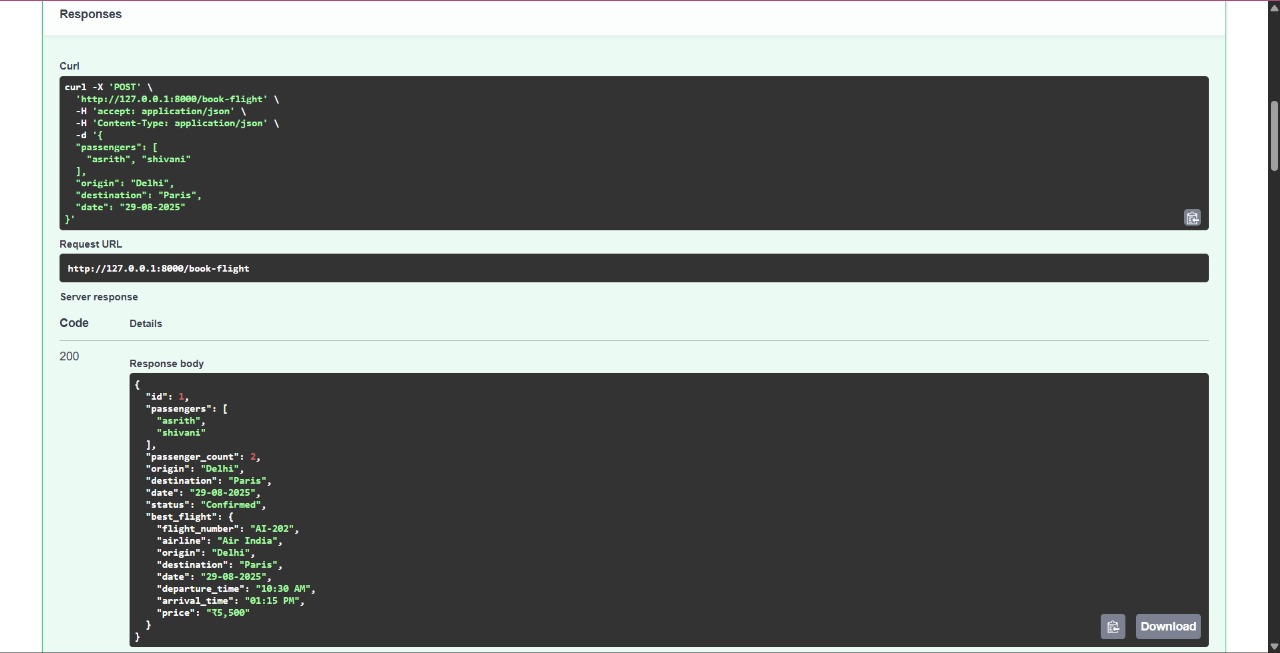 Responses
Curl
curl -X 'POST' \
  'http://127.0.0.1:8000/book-flight' \
  -H 'accept: application/json' \
  -H 'Content-Type: application/json' \
  -d '{
  "passengers": [
    "asrith", "shivani"
  ],
  "origin": "Delhi",
  "destination": "Paris",
  "date": "29-08-2025"
}'
Request URL
http://127.0.0.1:8000/book-flight
Server response
Code Details
200
Response body
{
  "id": 1,
  "passengers": [
    "asrith",
    "shivani"
  ],
  "passenger_count": 2,
  "origin": "Delhi",
  "destination": "Paris",
  "date": "29-08-2025",
  "status": "Confirmed",
  "best_flight": {
    "flight_number": "AI-202",
    "airline": "Air India",
    "origin": "Delhi",
    "destination": "Paris",
    "date": "29-08-2025",
    "departure_time": "10:30 AM",
    "arrival_time": "01:15 PM",
    "price": "₹5,500"
  }
}
Download